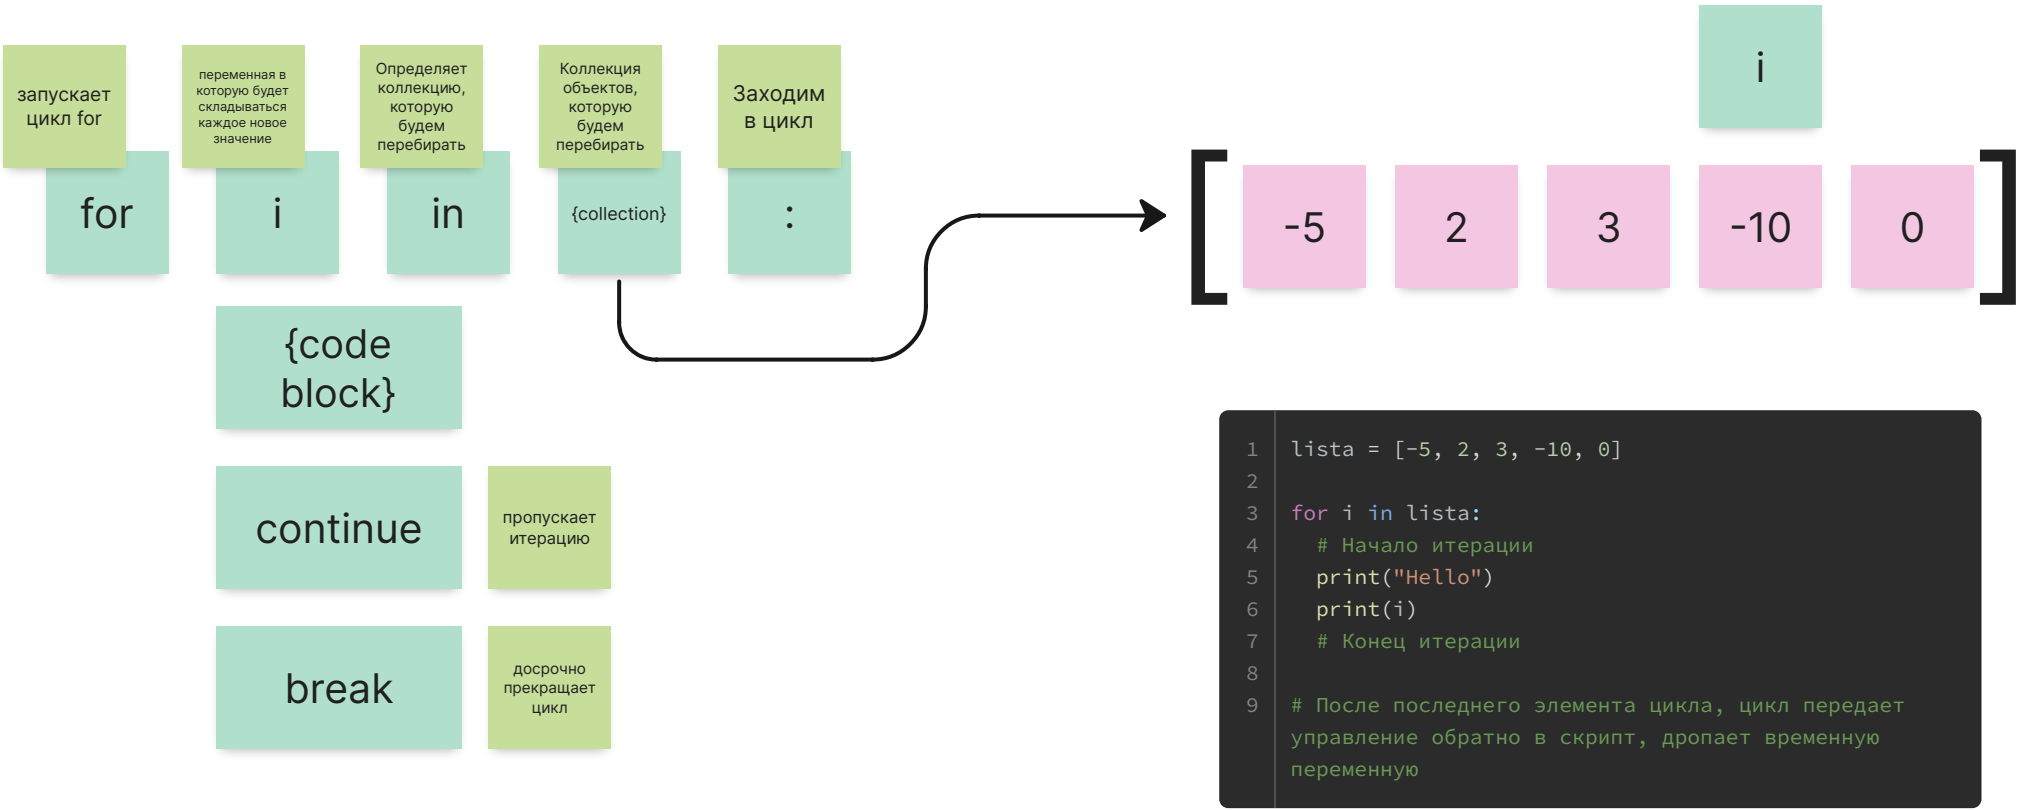 запускает
цикл for
переменная в
которую будет
складываться
каждое новое
значение
Определяет
коллекцию,
которую
будем
перебирать
Коллекция
объектов,
которую
будем
перебирать
Заходим
в цикл
for
i
in
{collection}
:
{code
block}
continue
пропускает
итерацию
break
досрочно
прекращает
цикл
i
[ -5 2 3 -10 0 ]
1 lista = [-5, 2, 3, -10, 0]
2
3 for i in lista:
4   # Начало итерации
5   print("Hello")
6   print(i)
7   # Конец итерации
8
9 # После последнего элемента цикла, цикл передает
управление обратно в скрипт, дропает временную
переменную